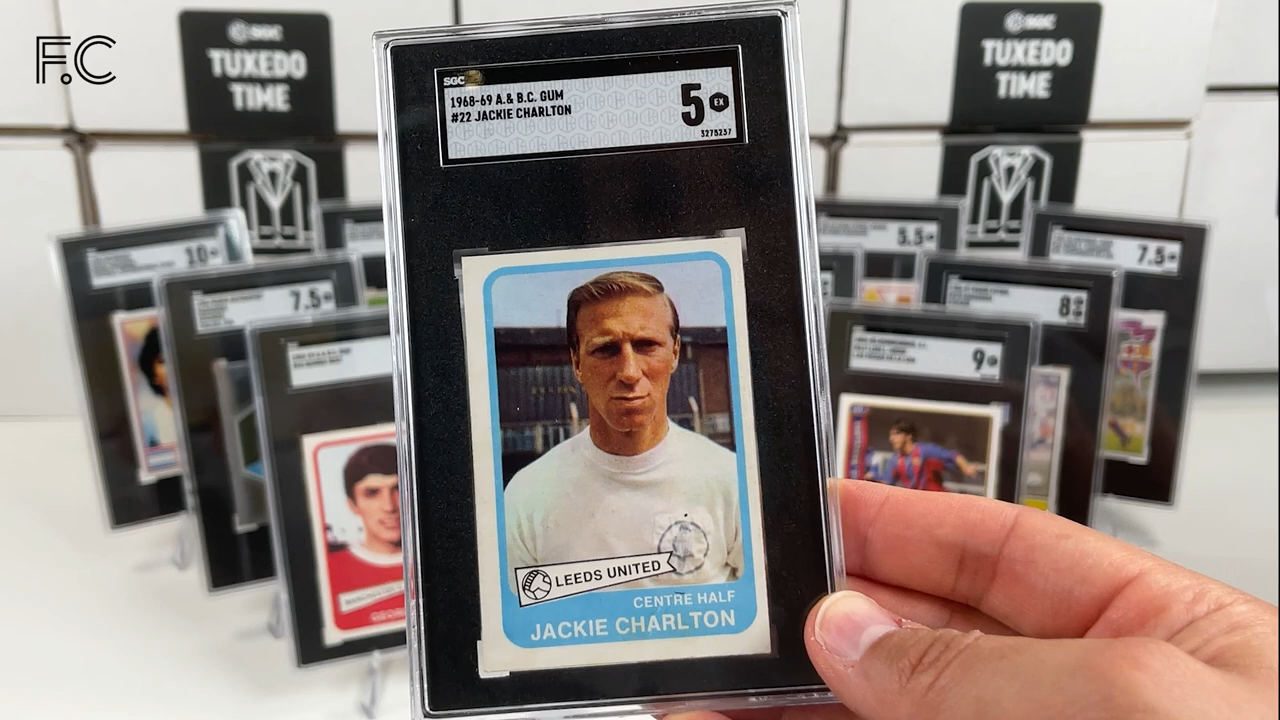 F.C
SGC
TUXEDO
TIME
SGC
TUXEDO
TIME
SGC
1968-69 A.& B.C. GUM
#22 JACKIE CHARLTON
5 EX
3275237
10
7.5
5.5
7.5
8
9
LEEDS UNITED
CENTRE HALF
JACKIE CHARLTON